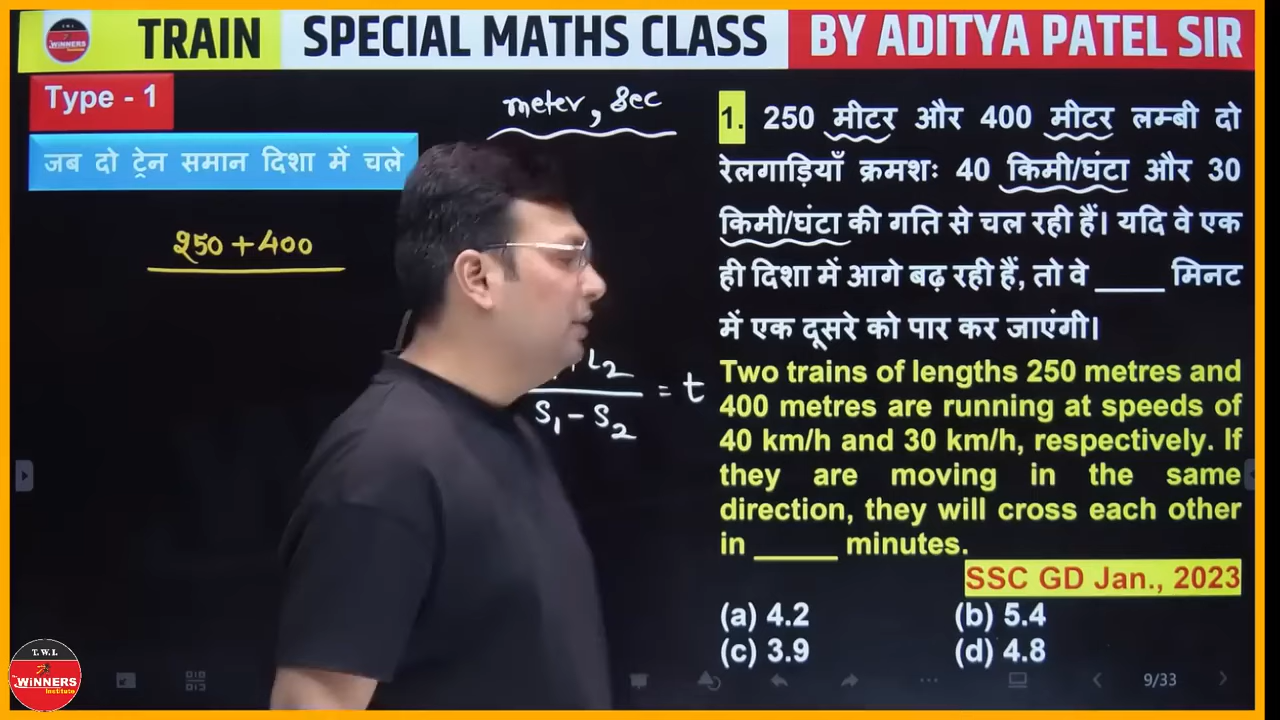 TRAIN SPECIAL MATHS CLASS BY ADITYA PATEL SIR
WiNNERS
Type - 1
जब दो ट्रेन समान दिशा में चले
meter, Sec
250 + 400
L2
S1 - S2 = t
1. 250 मीटर और 400 मीटर लम्बी दो
रेलगाड़ियाँ क्रमशः 40 किमी/घंटा और 30
किमी/घंटा की गति से चल रही हैं। यदि वे एक
ही दिशा में आगे बढ़ रही हैं, तो वे _____ मिनट
में एक दूसरे को पार कर जाएंगी।
Two trains of lengths 250 metres and
400 metres are running at speeds of
40 km/h and 30 km/h, respectively. If
they are moving in the same
direction, they will cross each other
in _____ minutes.
SSC GD Jan., 2023
(a) 4.2 (b) 5.4
(c) 3.9 (d) 4.8
T.W.I.
WiNNERS
Institute
9/33